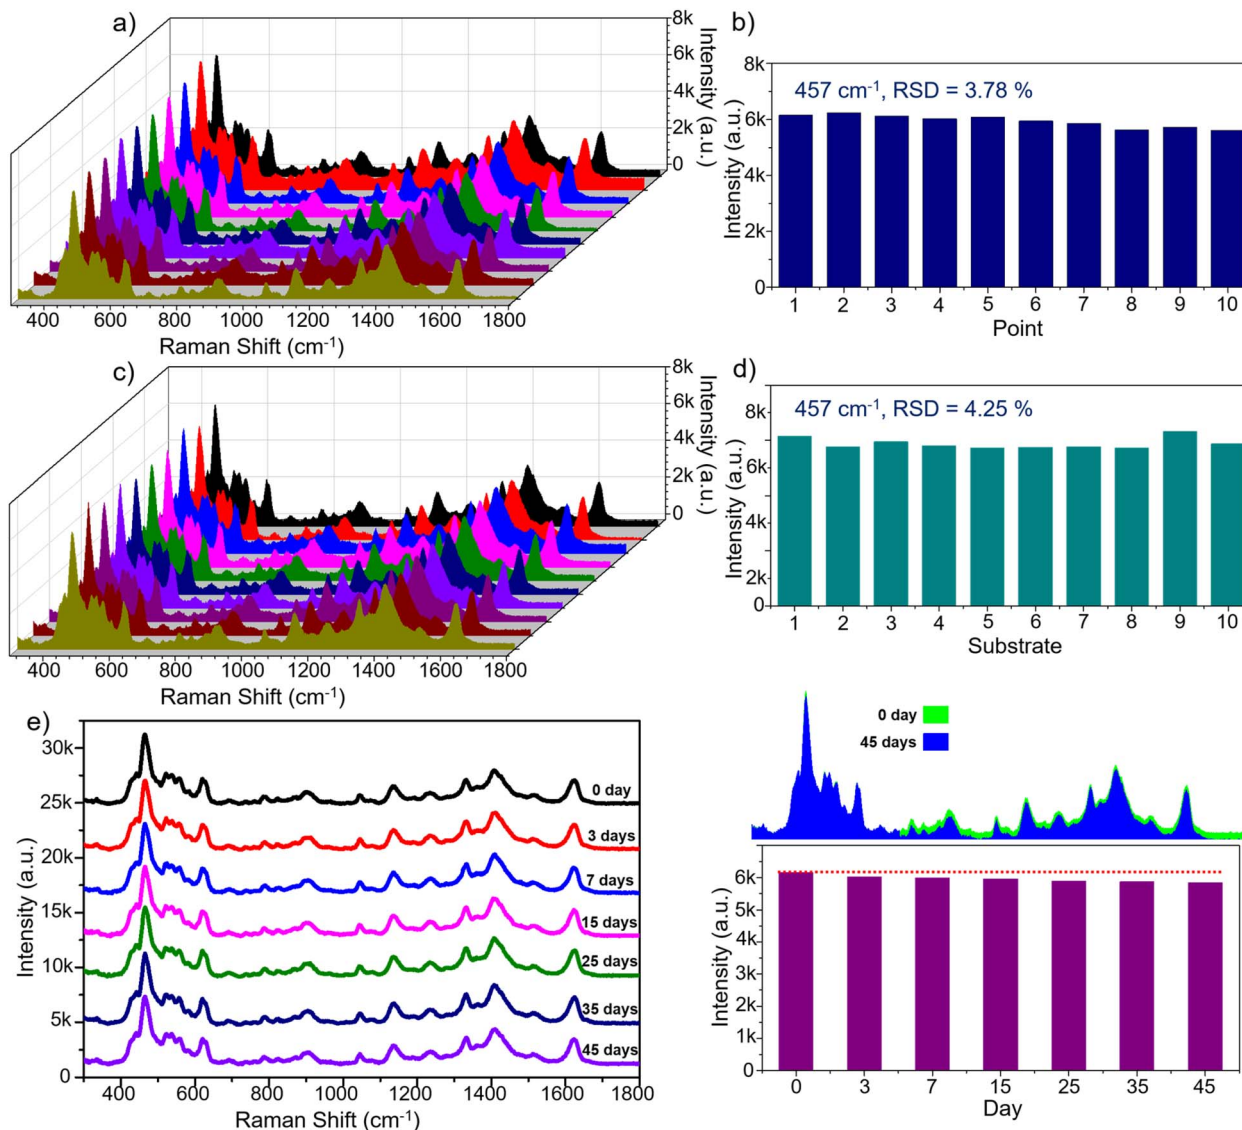 a)
8k
6k
4k
2k
0
Intensity (a.u.)
400 600 800 1000 1200 1400 1600 1800
Raman Shift (cm⁻¹)
b)
8k
6k
4k
2k
0
Intensity (a.u.)
457 cm⁻¹, RSD = 3.78 %
1 2 3 4 5 6 7 8 9 10
Point
c)
8k
6k
4k
2k
0
Intensity (a.u.)
400 600 800 1000 1200 1400 1600 1800
Raman Shift (cm⁻¹)
d)
8k
6k
4k
2k
0
Intensity (a.u.)
457 cm⁻¹, RSD = 4.25 %
1 2 3 4 5 6 7 8 9 10
Substrate
e)
30k
25k
20k
15k
10k
5k
0
Intensity (a.u.)
0 day
3 days
7 days
15 days
25 days
35 days
45 days
400 600 800 1000 1200 1400 1600 1800
Raman Shift (cm⁻¹)
0 day
45 days
6k
5k
4k
3k
2k
1k
0
Intensity (a.u.)
0 3 7 15 25 35 45
Day